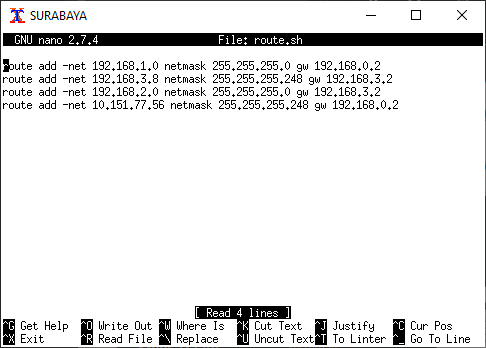 SURABAYA
GNU nano 2.7.4 File: route.sh
route add -net 192.168.1.0 netmask 255.255.255.0 gw 192.168.0.2
route add -net 192.168.3.8 netmask 255.255.255.248 gw 192.168.3.2
route add -net 192.168.2.0 netmask 255.255.255.0 gw 192.168.3.2
route add -net 10.151.77.56 netmask 255.255.255.248 gw 192.168.0.2
[ Read 4 lines ]
^G Get Help ^O Write Out ^W Where Is ^K Cut Text ^J Justify ^C Cur Pos
^X Exit ^R Read File ^\ Replace ^U Uncut Text ^T To Linter ^_ Go To Line